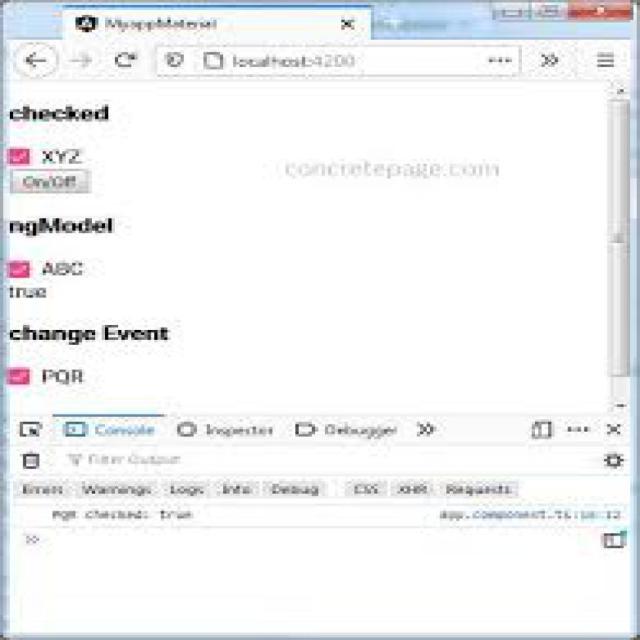 MyappMaterial
localhost:4200
checked
XYZ
concretepage.com
On/Off
ngModel
ABC
true
change Event
PQR
Console Inspector Debugger
Filter Output
Errors Warnings Logs Info Debug CSS XHR Requests
PQR checked: true app.component.ts